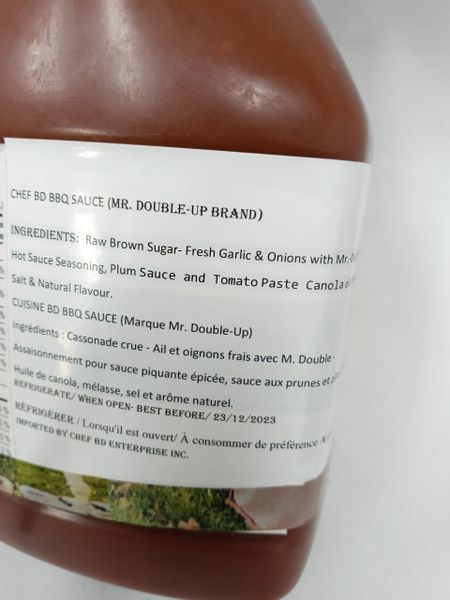 CHEF BD BBQ SAUCE (MR. DOUBLE-UP BRAND)
INGREDIENTS: Raw Brown Sugar- Fresh Garlic & Onions with Mr-
Hot Sauce Seasoning, Plum Sauce and Tomato Paste Canola
Salt & Natural Flavour.
CUISINE BD BBQ SAUCE (Marque Mr. Double-Up)
Ingrédients : Cassonade crue - Ail et oignons frais avec M. Double -
Assaisonnement pour sauce piquante épicée, sauce aux prunes et
Huile de canola, mélasse, sel et arôme naturel.
REFRIGERATE/ WHEN OPEN- BEST BEFORE/ 23/12/2023
RÉFRIGÉRER / Lorsqu'il est ouvert/ À consommer de préférence
IMPORTED BY CHEF BD ENTERPRISE INC.